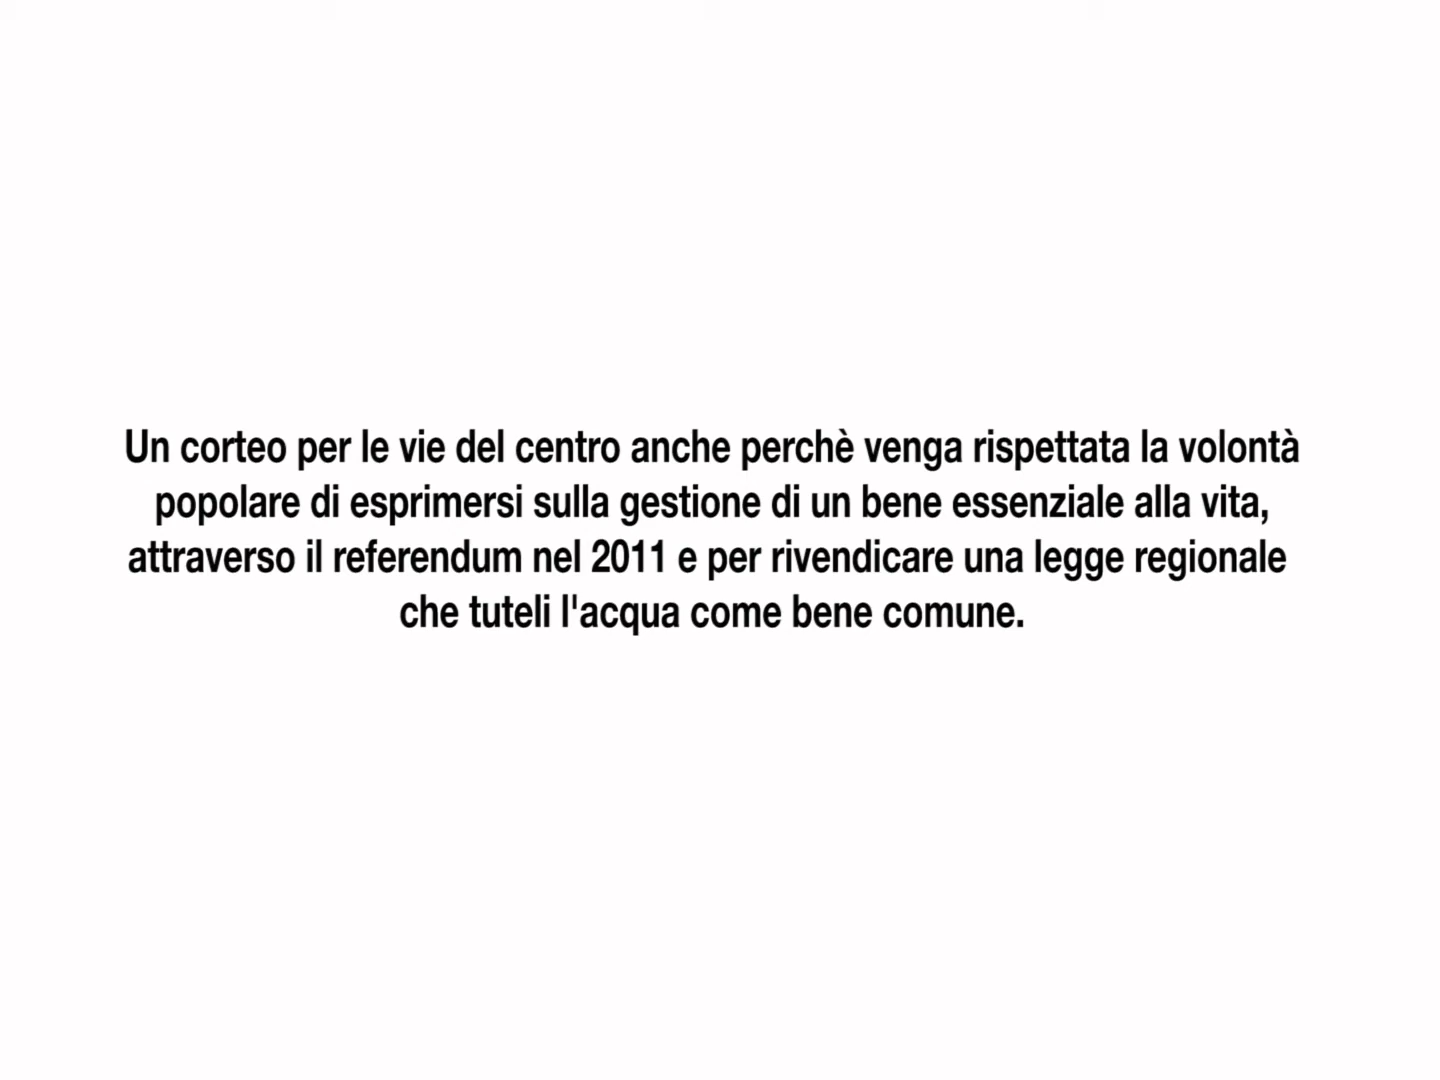 Un corteo per le vie del centro anche perchè venga rispettata la volontà
popolare di esprimersi sulla gestione di un bene essenziale alla vita,
attraverso il referendum nel 2011 e per rivendicare una legge regionale
che tuteli l'acqua come bene comune.